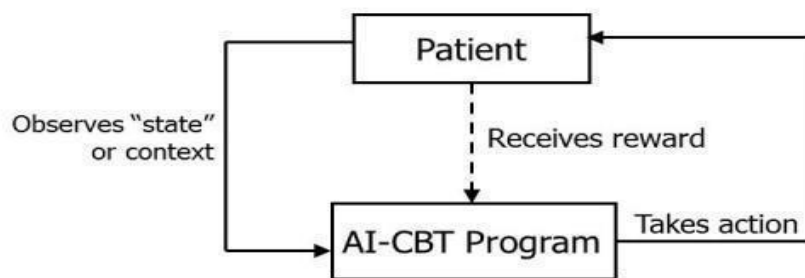 Patient
Observes “state”
or context
Receives reward
AI-CBT Program
Takes action